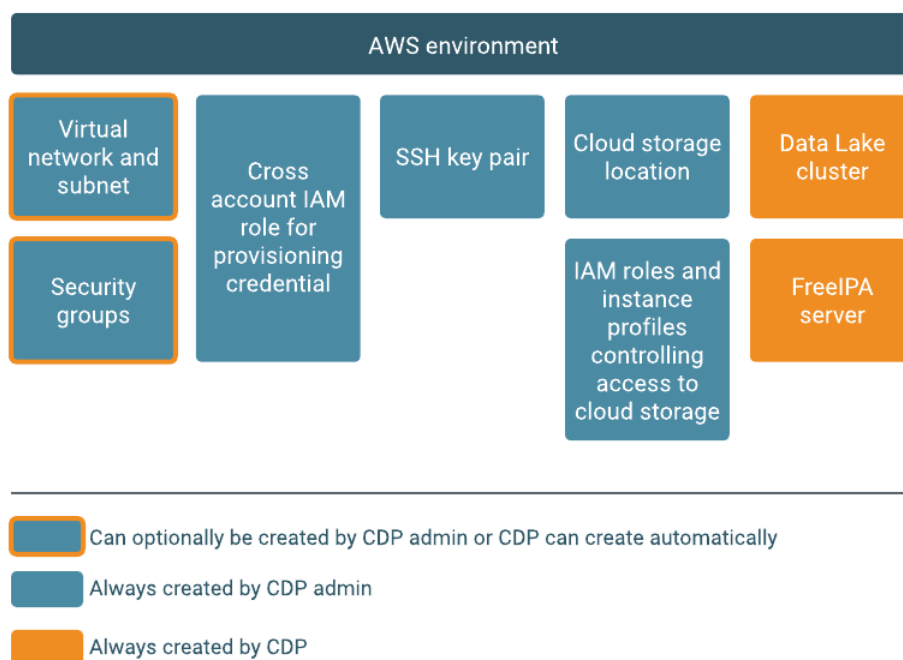 AWS environment
Virtual
network and
subnet
Security
groups
Cross
account IAM
role for
provisioning
credential
SSH key pair
Cloud storage
location
IAM roles and
instance
profiles
controlling
access to
cloud storage
Data Lake
cluster
FreeIPA
server
Can optionally be created by CDP admin or CDP can create automatically
Always created by CDP admin
Always created by CDP